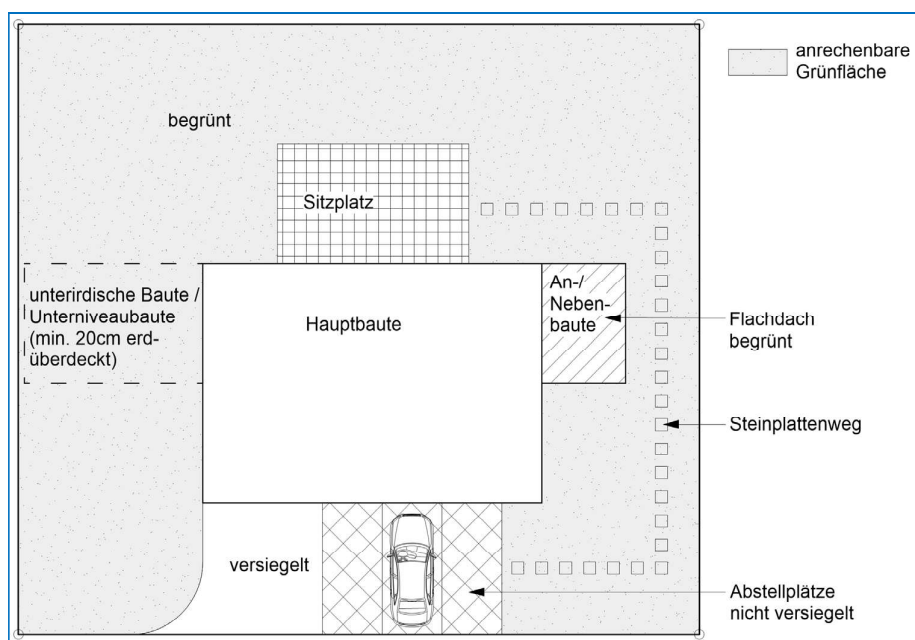 anrechenbare
Grünfläche
begrünt
Sitzplatz
unterirdische Baute /
Unterniveaubaute
(min. 20cm erd-
überdeckt)
Hauptbaute
An-/
Neben-
baute
Flachdach
begrünt
Steinplattenweg
versiegelt
Abstellplätze
nicht versiegelt